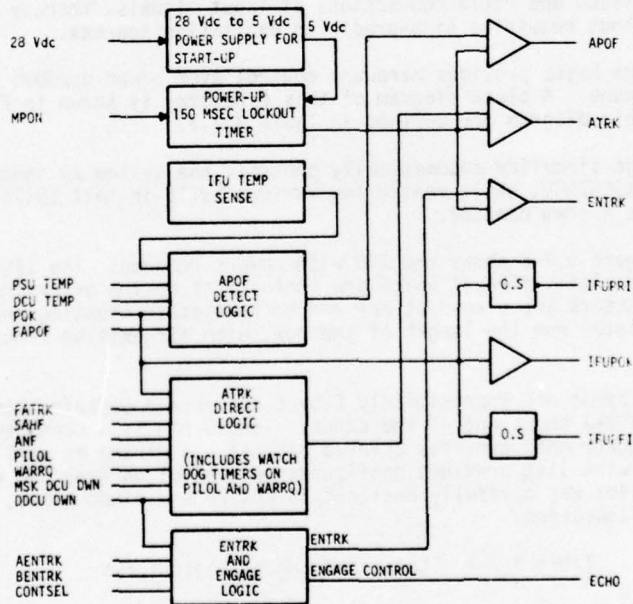 28 Vdc
28 Vdc to 5 Vdc
POWER SUPPLY FOR
START-UP
5 Vdc
APOF
MPON
POWER-UP
150 MSEC LOCKOUT
TIMER
ATRK
IFU TEMP
SENSE
ENTRK
PSU TEMP
DCU TEMP
POK
FAPOF
APOF
DETECT
LOGIC
O.S
IFUPRI
IFUPCK
FATRK
SAHF
ANF
PILOL
WARRQ
MSK DCU DWN
DDCU DWN
ATPK
DIRECT
LOGIC
(INCLUDES WATCH
DOG TIMERS ON
PILOL AND WARRQ)
O.S
IFUFFI
AENTRK
BENTRK
CONTSEL
ENTRK
AND
ENGAGE
LOGIC
ENTRK
ENGAGE CONTROL
ECHO